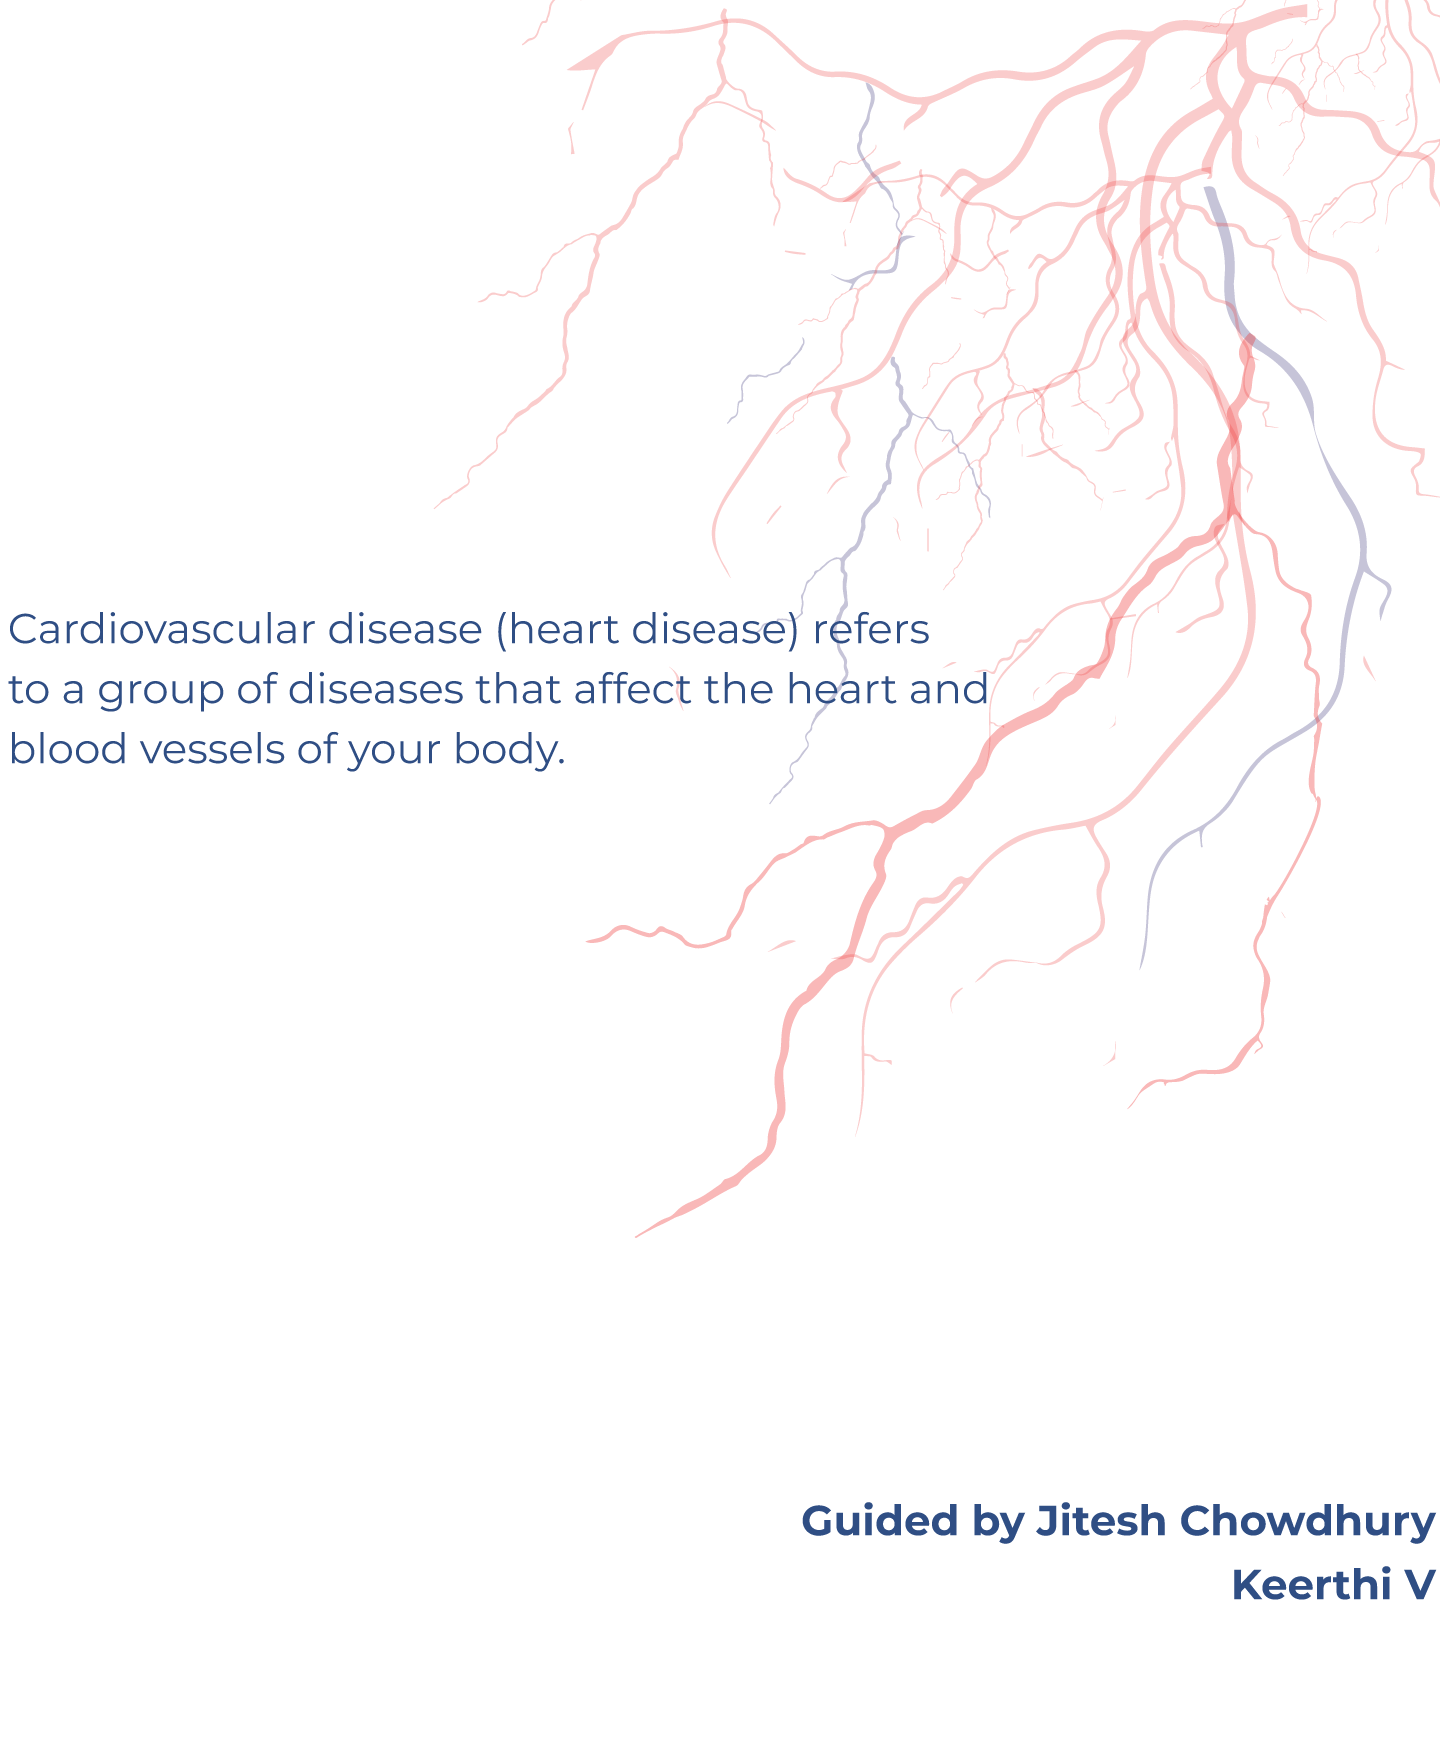 Cardiovascular disease (heart disease) refers
to a group of diseases that affect the heart and
blood vessels of your body.
Guided by Jitesh Chowdhury
Keerthi V